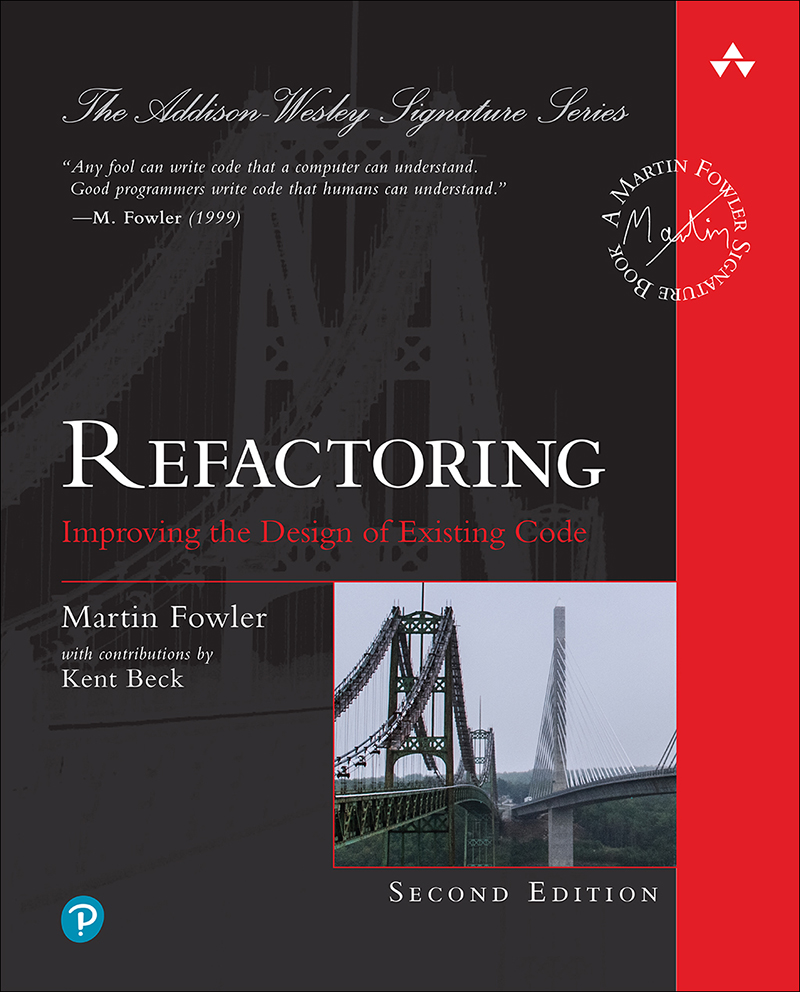 The Addison-Wesley Signature Series
“Any fool can write code that a computer can understand.
Good programmers write code that humans can understand.”
—M. Fowler (1999)
A MARTIN FOWLER SIGNATURE BOOK
Martin
REFACTORING
Improving the Design of Existing Code
Martin Fowler
with contributions by
Kent Beck
SECOND EDITION
P